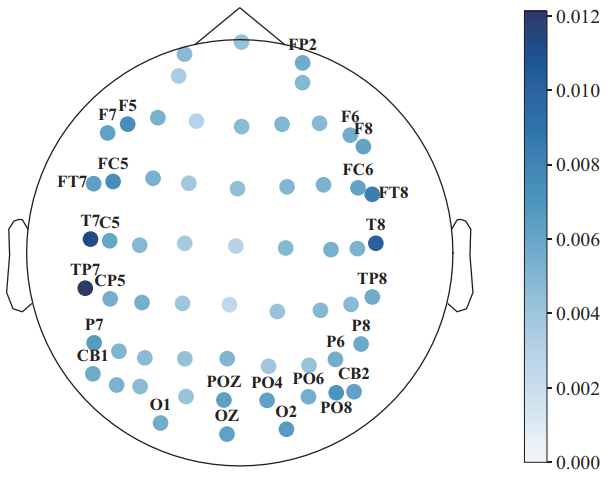 FP2
F7 F5
F6
F8
FT7 FC5
FC6
FT8
T7 C5
T8
TP7
CP5
TP8
P7
P6 P8
CB1
POZ PO4 PO6 CB2
PO8
O1 OZ O2
0.012
0.010
0.008
0.006
0.004
0.002
0.000